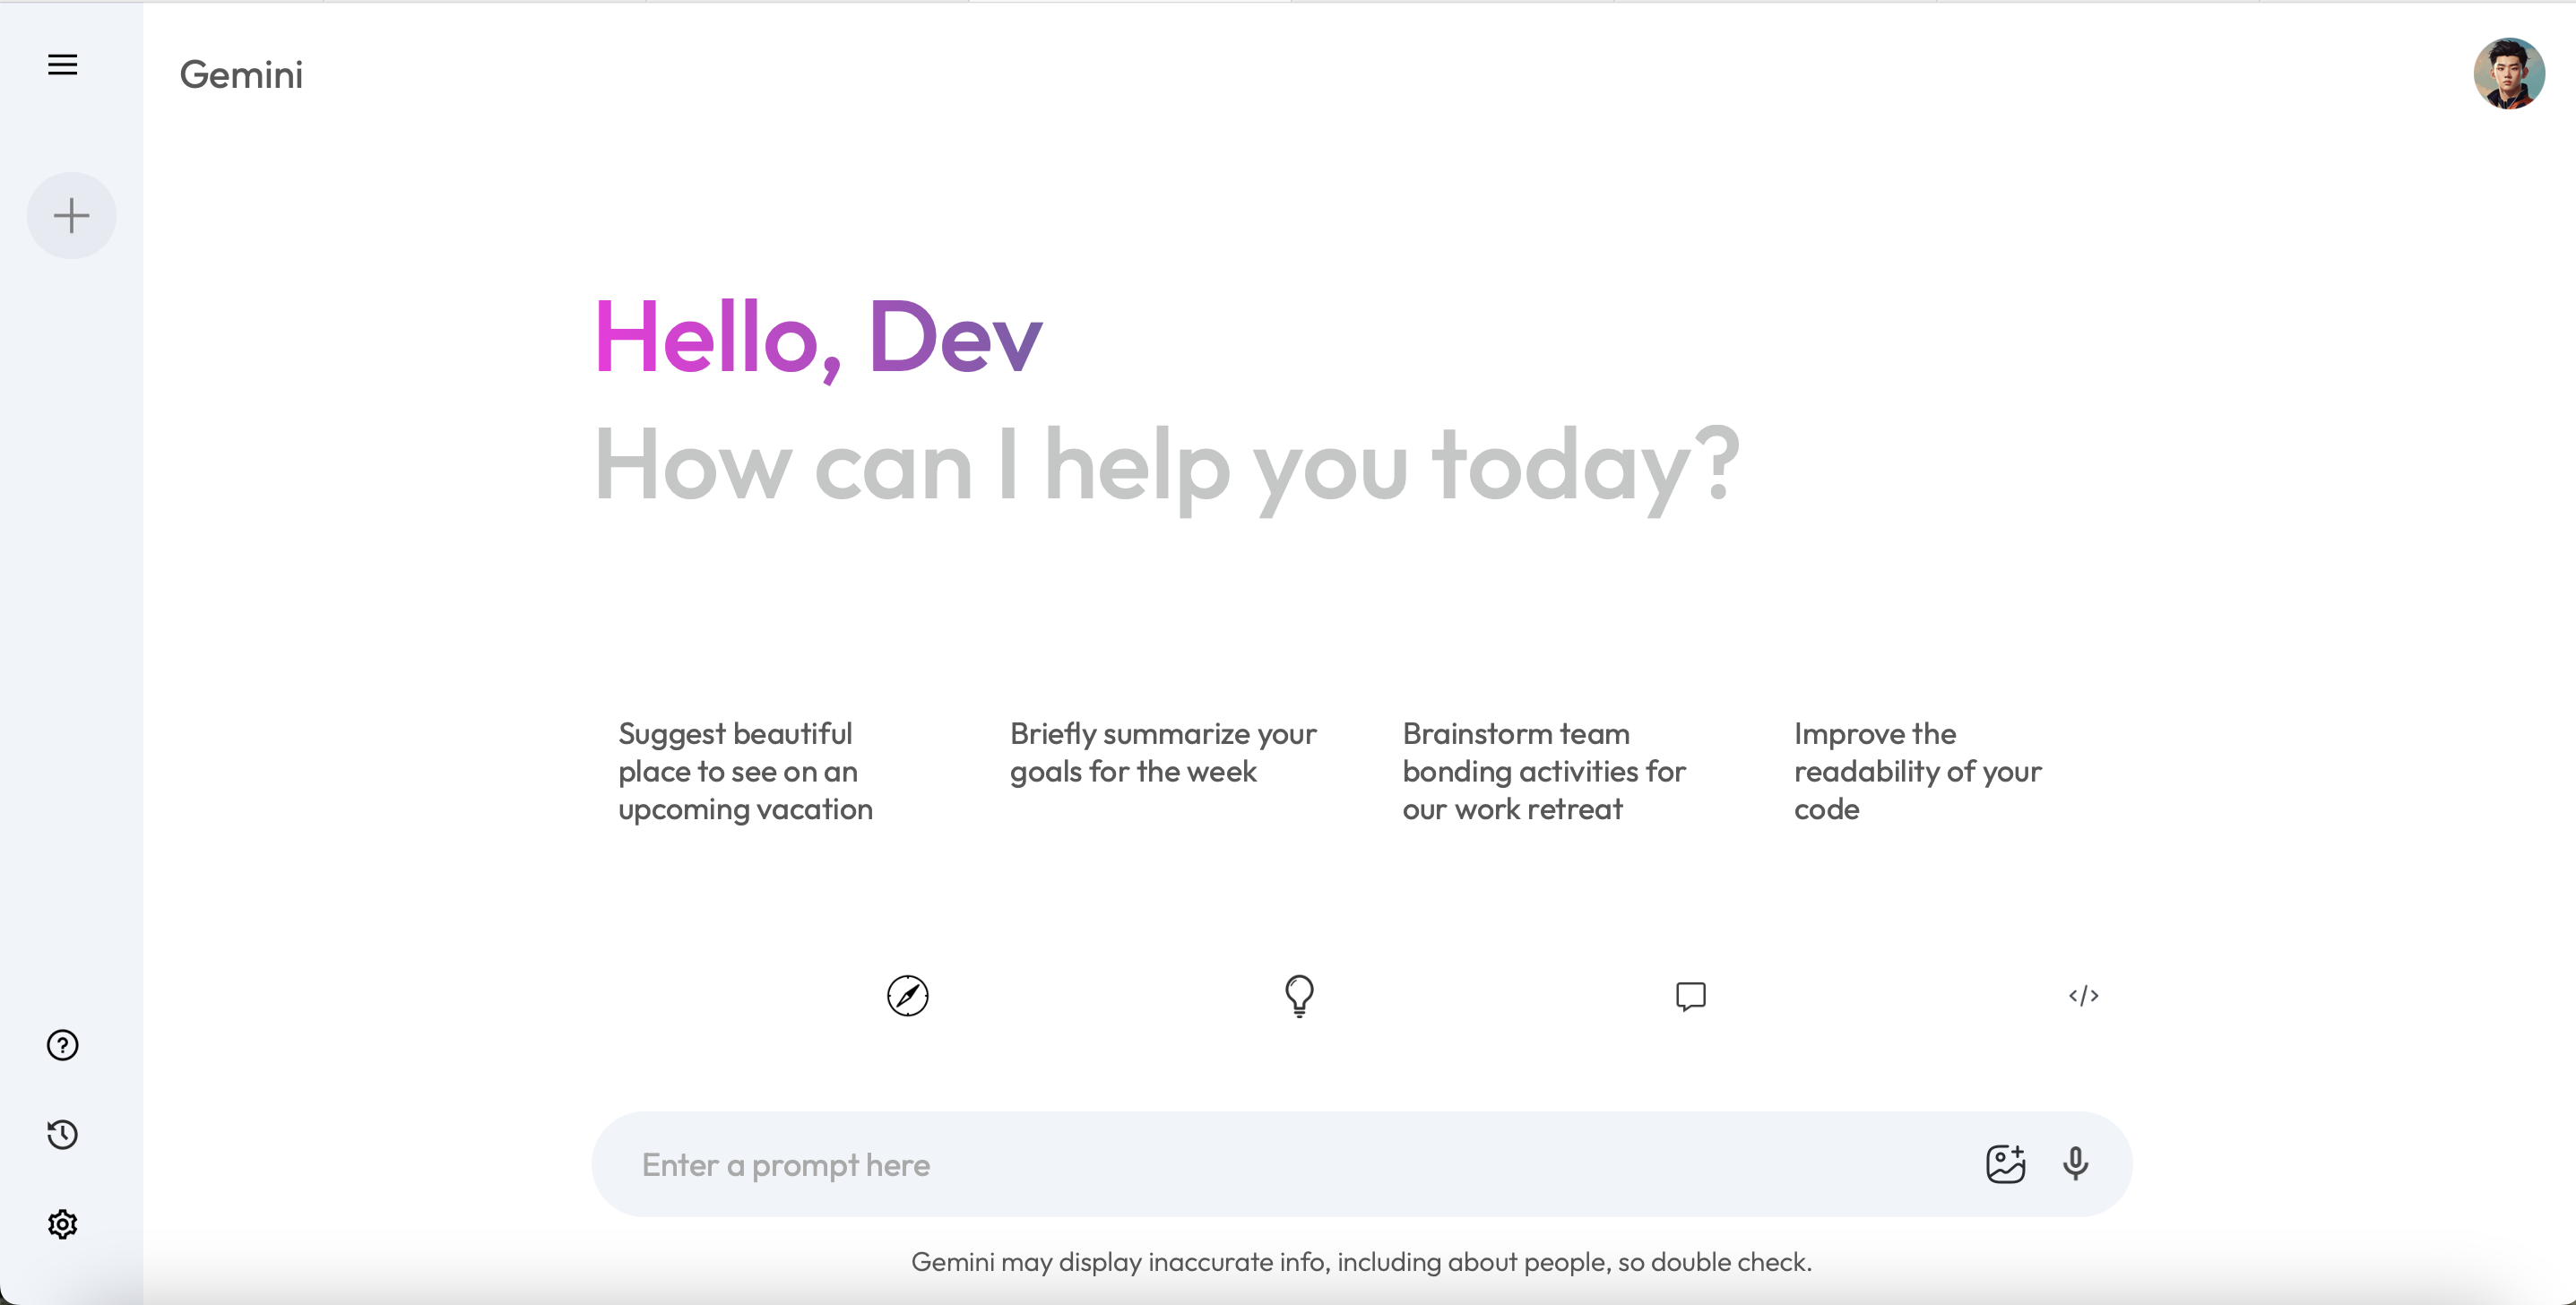 Gemini
Hello, Dev
How can I help you today?
Suggest beautiful
place to see on an
upcoming vacation
Briefly summarize your
goals for the week
Brainstorm team
bonding activities for
our work retreat
Improve the
readability of your
code
Enter a prompt here
Gemini may display inaccurate info, including about people, so double check.